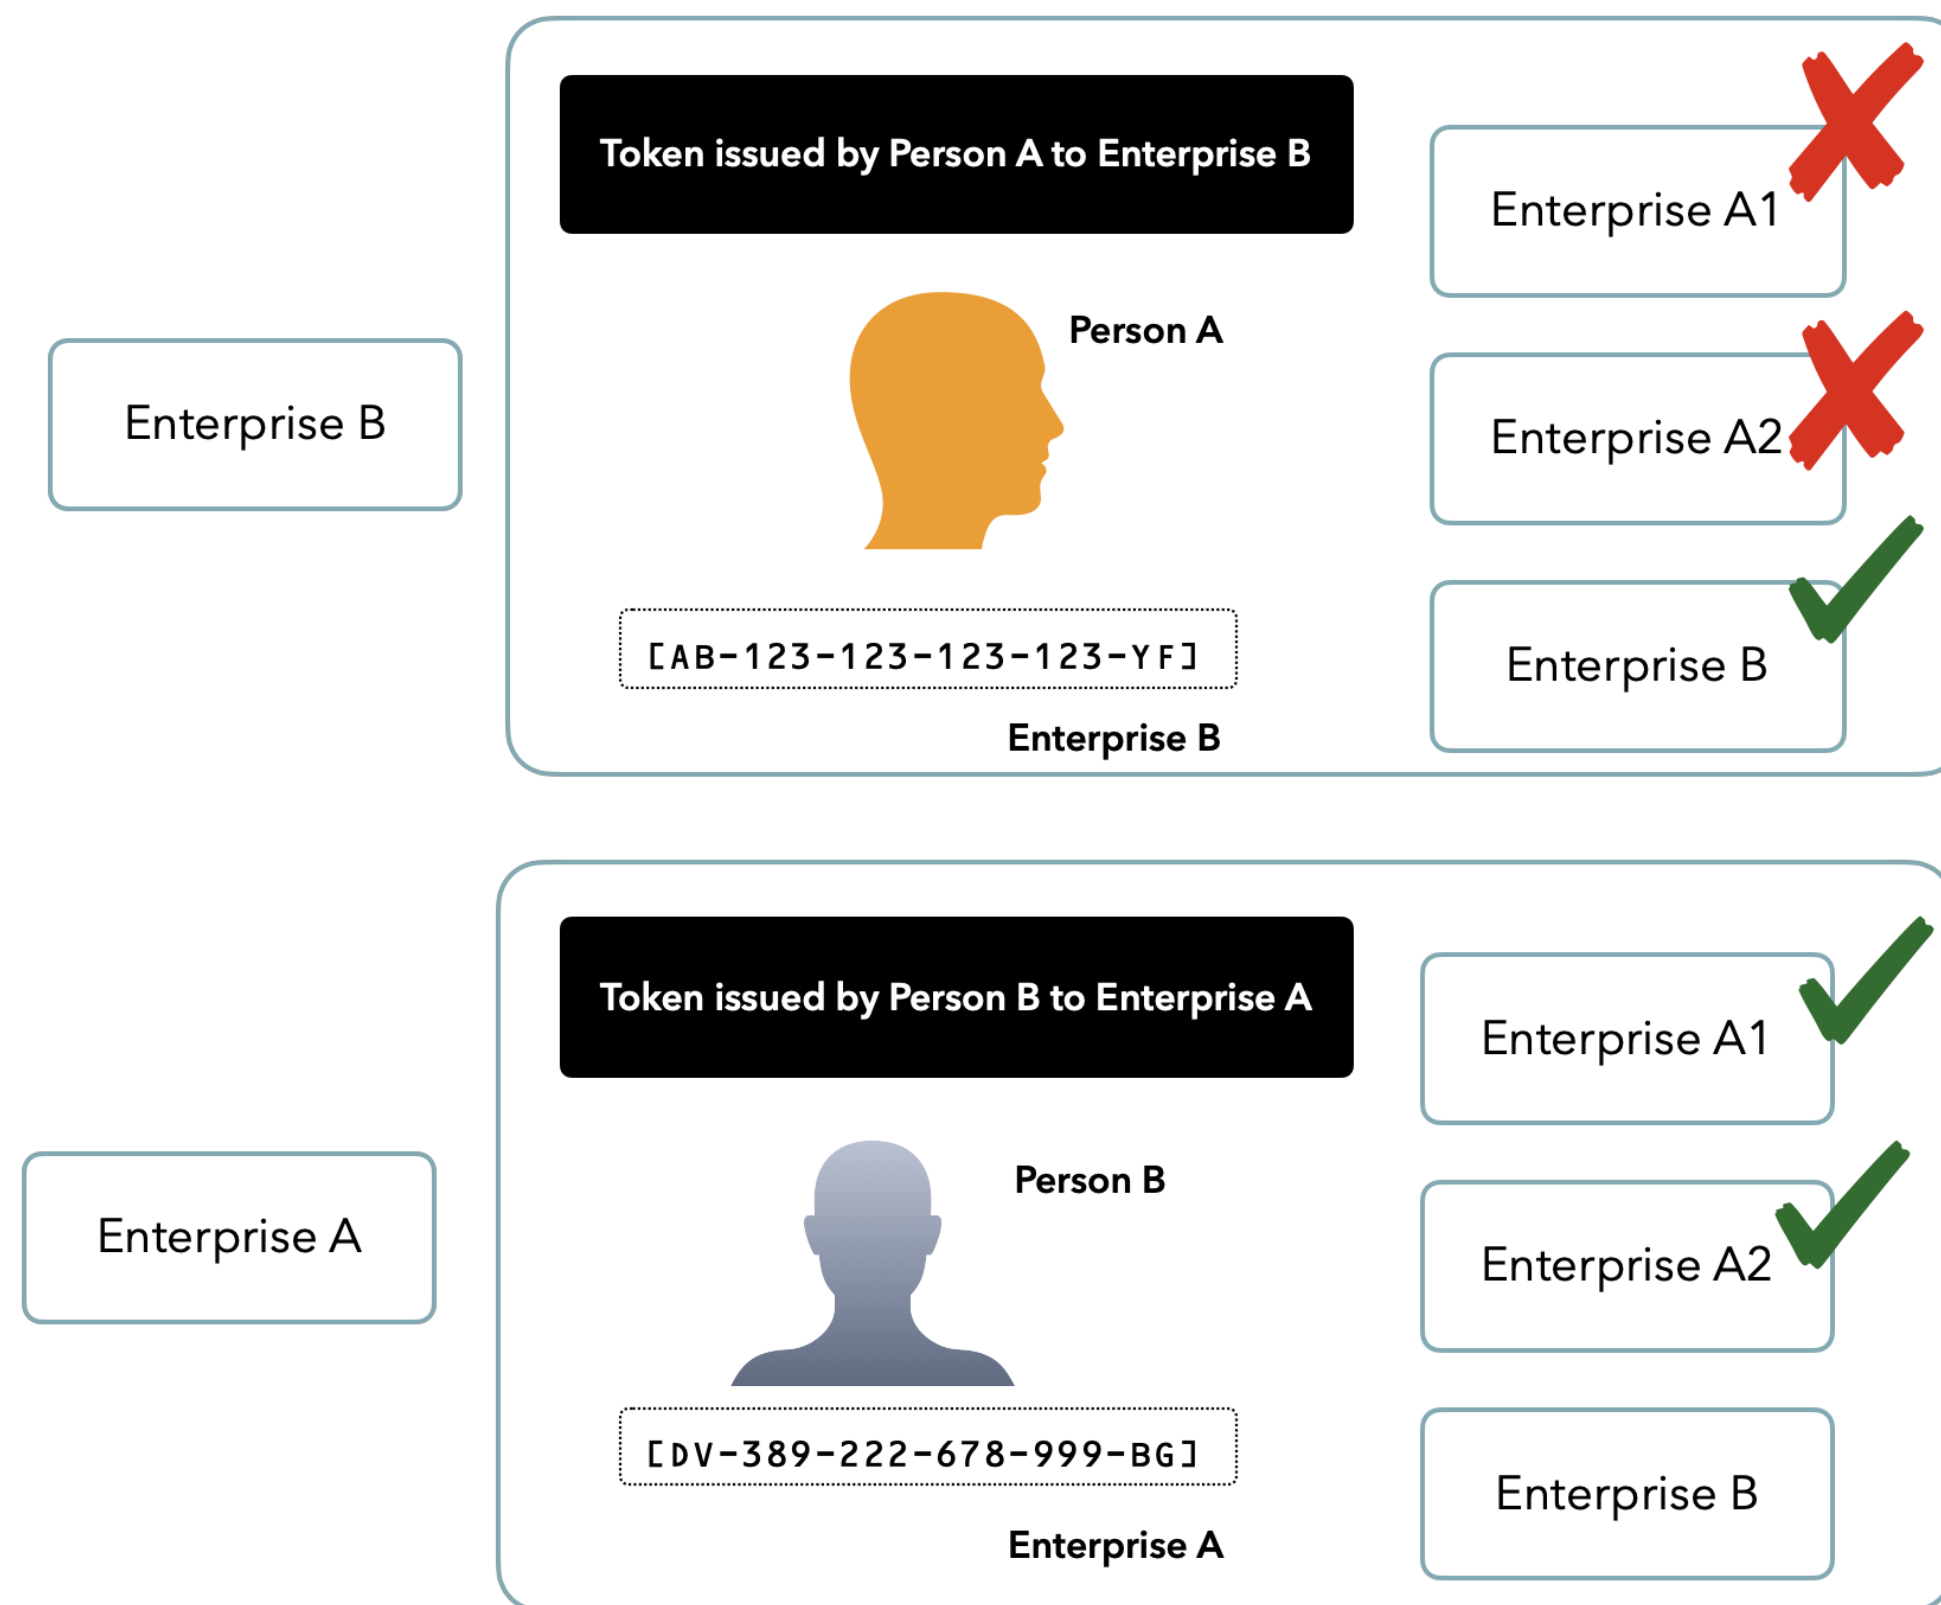 Enterprise B
Token issued by Person A to Enterprise B
Person A
[AB-123-123-123-123-YF]
Enterprise B
Enterprise A1
Enterprise A2
Enterprise B
Enterprise A
Token issued by Person B to Enterprise A
Person B
[DV-389-222-678-999-BG]
Enterprise A
Enterprise A1
Enterprise A2
Enterprise B